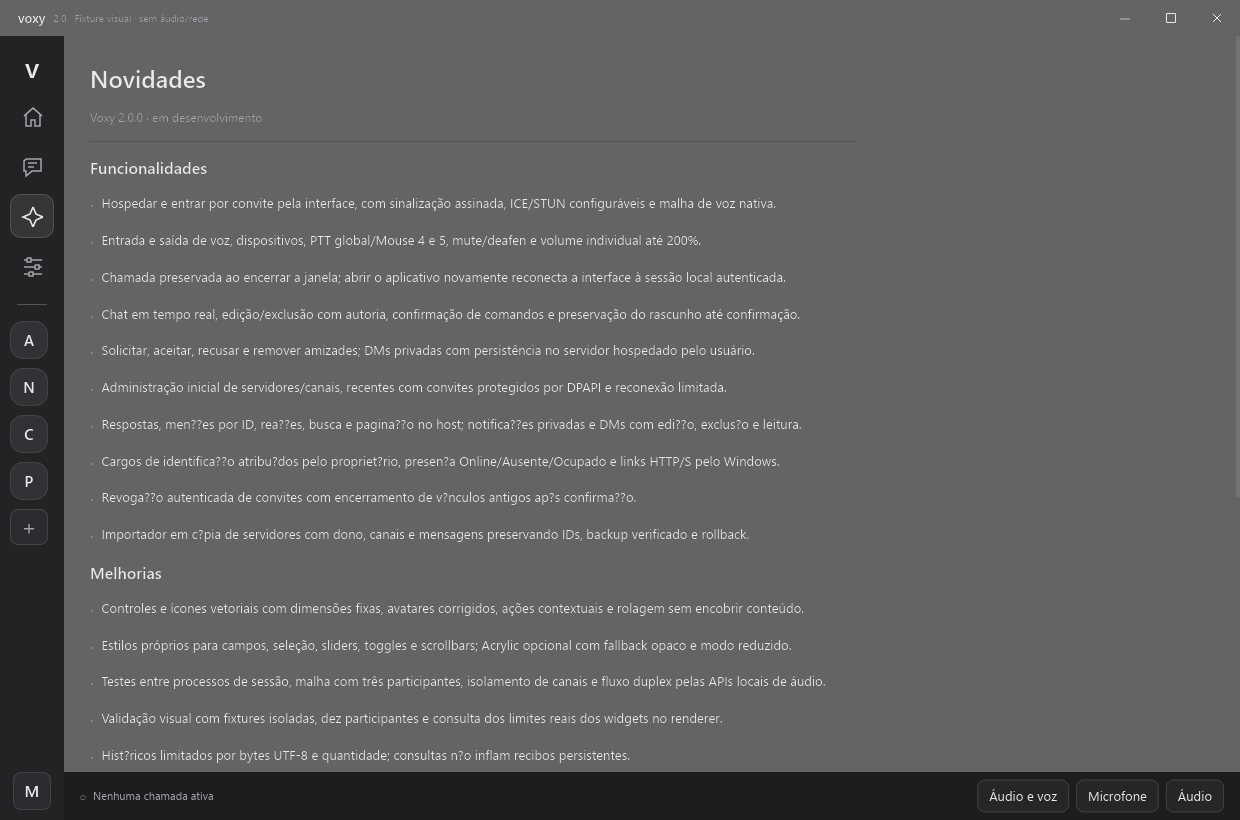 voxy 2.0 Fixture visual · sem áudio/rede
V
Novidades
Voxy 2.0.0 · em desenvolvimento
Funcionalidades
· Hospedar e entrar por convite pela interface, com sinalização assinada, ICE/STUN configuráveis e malha de voz nativa.
· Entrada e saída de voz, dispositivos, PTT global/Mouse 4 e 5, mute/deafen e volume individual até 200%.
· Chamada preservada ao encerrar a janela; abrir o aplicativo novamente reconecta a interface à sessão local autenticada.
· Chat em tempo real, edição/exclusão com autoria, confirmação de comandos e preservação do rascunho até confirmação.
· Solicitar, aceitar, recusar e remover amizades; DMs privadas com persistência no servidor hospedado pelo usuário.
· Administração inicial de servidores/canais, recentes com convites protegidos por DPAPI e reconexão limitada.
· Respostas, men??es por ID, rea??es, busca e pagina??o no host; notifica??es privadas e DMs com edi??o, exclus?o e leitura.
· Cargos de identifica??o atribu?dos pelo propriet?rio, presen?a Online/Ausente/Ocupado e links HTTP/S pelo Windows.
· Revoga??o autenticada de convites com encerramento de v?nculos antigos ap?s confirma??o.
· Importador em c?pia de servidores com dono, canais e mensagens preservando IDs, backup verificado e rollback.
Melhorias
· Controles e ícones vetoriais com dimensões fixas, avatares corrigidos, ações contextuais e rolagem sem encobrir conteúdo.
· Estilos próprios para campos, seleção, sliders, toggles e scrollbars; Acrylic opcional com fallback opaco e modo reduzido.
· Testes entre processos de sessão, malha com três participantes, isolamento de canais e fluxo duplex pelas APIs locais de áudio.
· Validação visual com fixtures isoladas, dez participantes e consulta dos limites reais dos widgets no renderer.
· Hist?ricos limitados por bytes UTF-8 e quantidade; consultas n?o inflam recibos persistentes.
A
N
C
P
+
M
Nenhuma chamada ativa
Áudio e voz
Microfone
Áudio